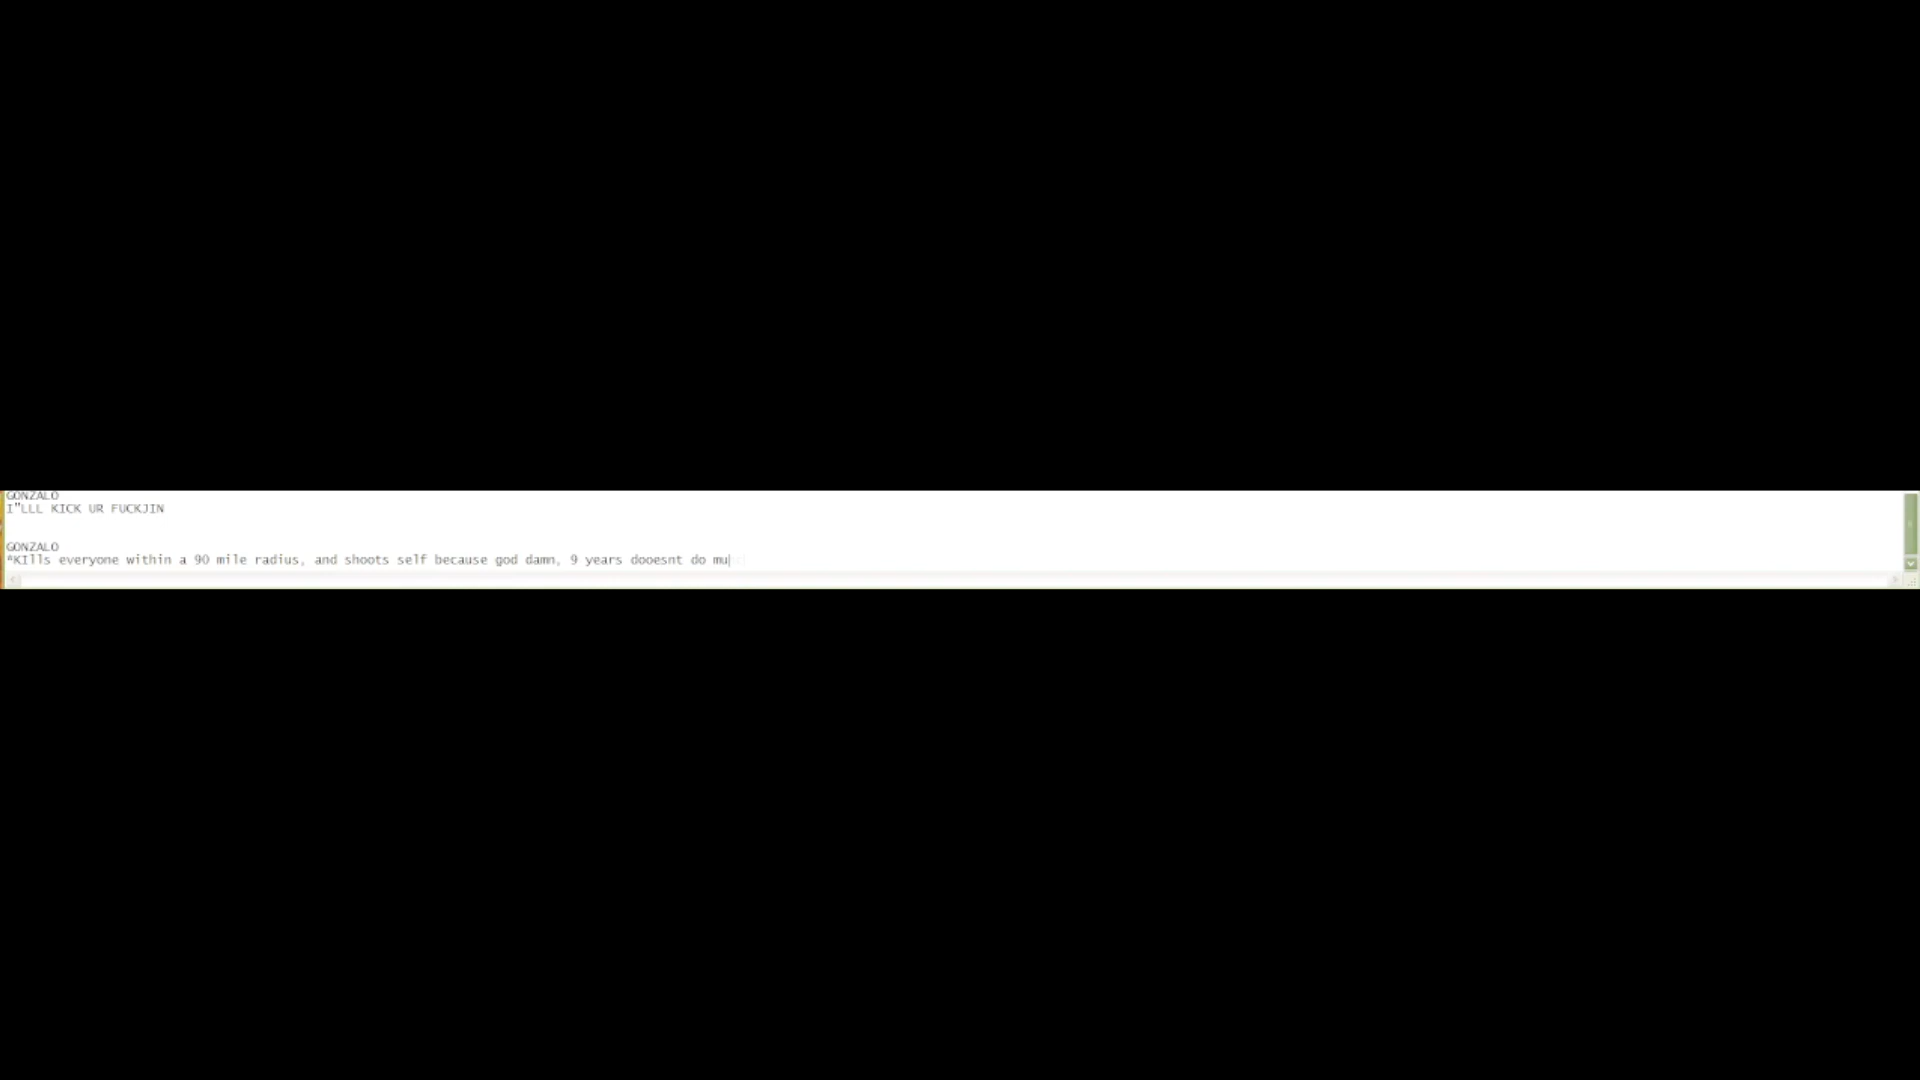 GONZALO
I"LLL KICK UR FUCKJIN
GONZALO
*KIlls everyone within a 90 mile radius, and shoots self because god damn, 9 years dooesnt do mu